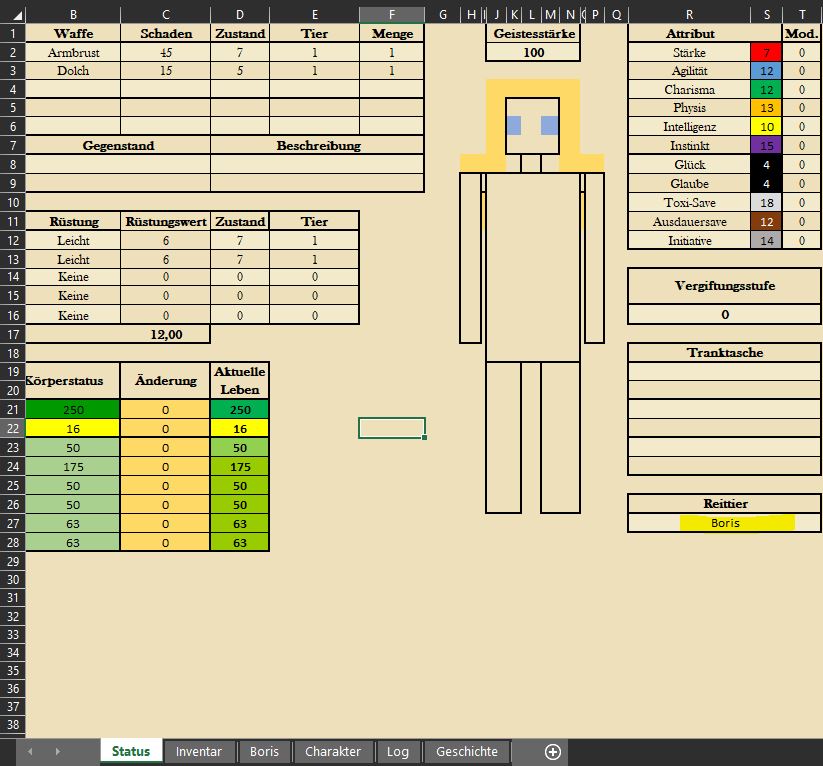 B C D E F G H I J K L M N O P Q R S T
1 Waffe Schaden Zustand Tier Menge Geistesstärke Attribut Mod.
2 Armbrust 45 7 1 1 100 Stärke 7 0
3 Dolch 15 5 1 1 Agilität 12 0
4 Charisma 12 0
5 Physis 13 0
6 Intelligenz 10 0
7 Gegenstand Beschreibung Instinkt 15 0
8 Glück 4 0
9 Glaube 4 0
10 Toxi-Save 18 0
11 Rüstung Rüstungswert Zustand Tier Ausdauersave 12 0
12 Leicht 6 7 1 Initiative 14 0
13 Leicht 6 7 1
14 Keine 0 0 0 Vergiftungsstufe
15 Keine 0 0 0
16 Keine 0 0 0 0
17 12,00
18 Tranktasche
19 Körperstatus Änderung Aktuelle
20 Leben
21 250 0 250
22 16 0 16
23 50 0 50
24 175 0 175
25 50 0 50
26 50 0 50 Reittier
27 63 0 63 Boris
28 63 0 63
29
30
31
32
33
34
35
36
37
38
Status Inventar Boris Charakter Log Geschichte